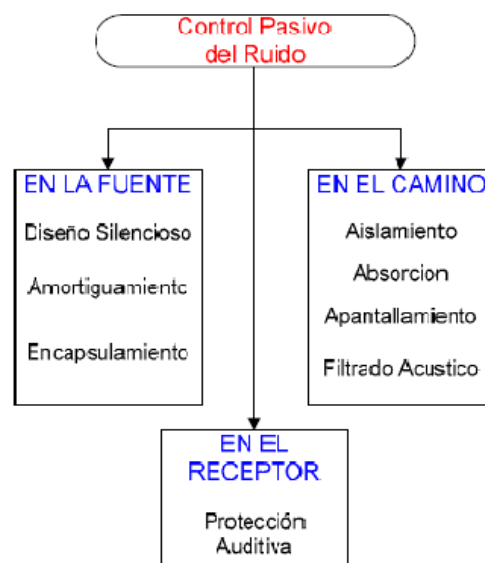 Control Pasivo
del Ruido
EN LA FUENTE
Diseño Silencioso
Amortiguamiento
Encapsulamiento
EN EL CAMINO
Aislamiento
Absorcion
Apantallamiento
Filtrado Acustico
EN EL
RECEPTOR
Protección
Auditiva